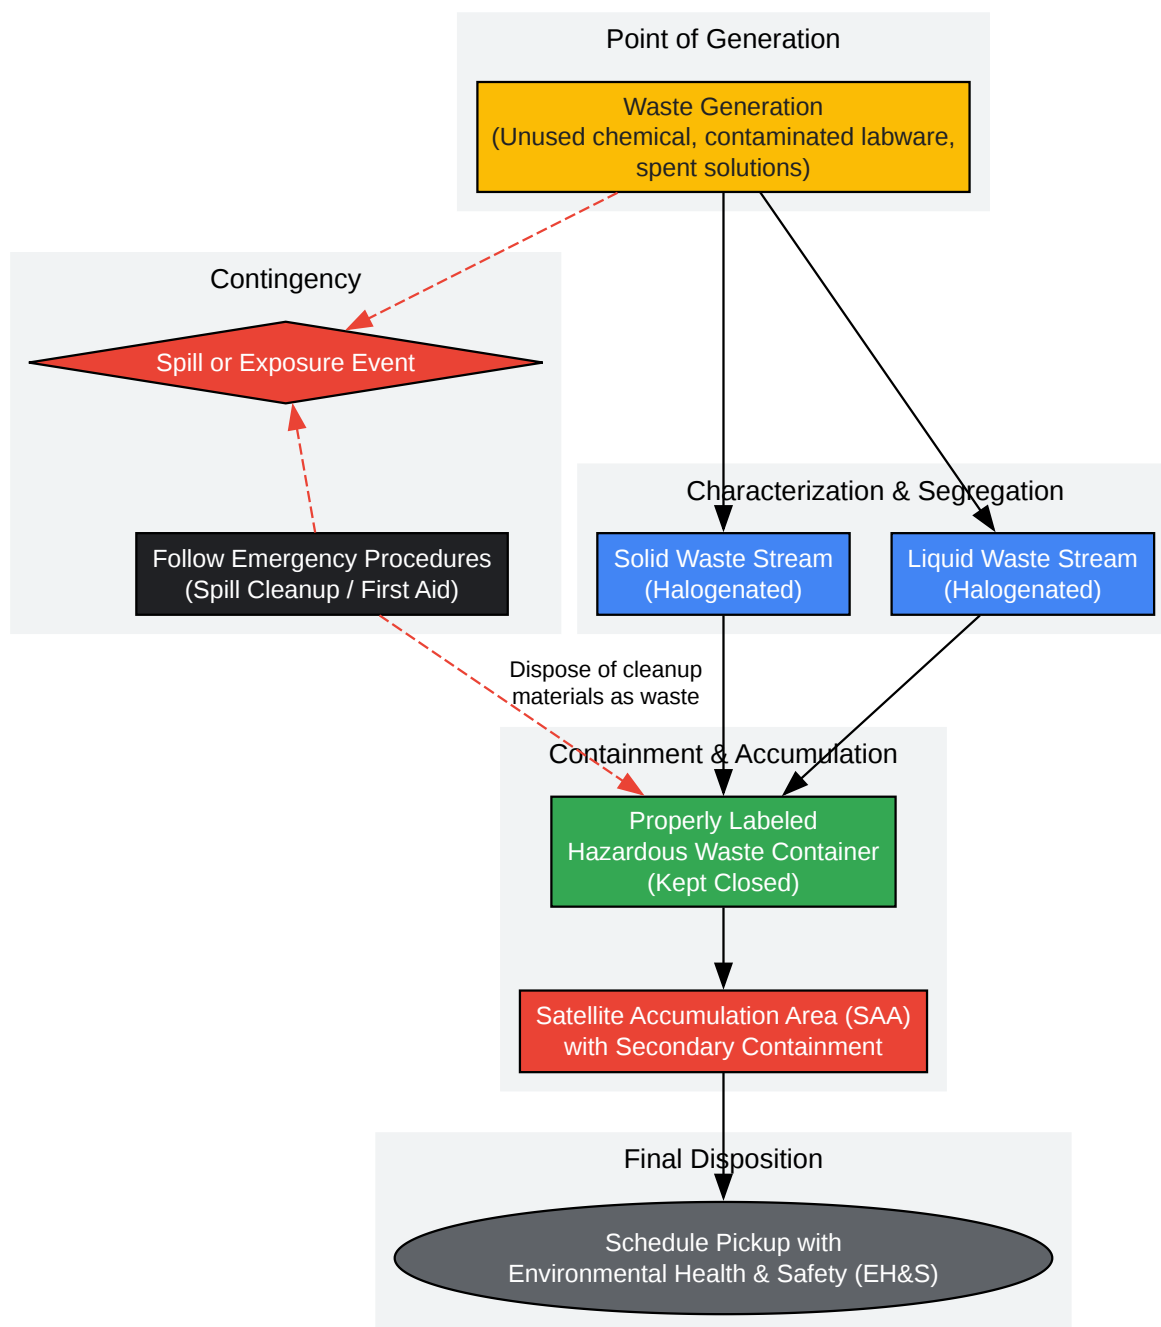 Point of Generation
Waste Generation
(Unused chemical, contaminated labware,
spent solutions)
Contingency
Spill or Exposure Event
Follow Emergency Procedures
(Spill Cleanup / First Aid)
Characterization & Segregation
Solid Waste Stream
(Halogenated)
Liquid Waste Stream
(Halogenated)
Dispose of cleanup
materials as waste
Containment & Accumulation
Properly Labeled
Hazardous Waste Container
(Kept Closed)
Satellite Accumulation Area (SAA)
with Secondary Containment
Final Disposition
Schedule Pickup with
Environmental Health & Safety (EH&S)